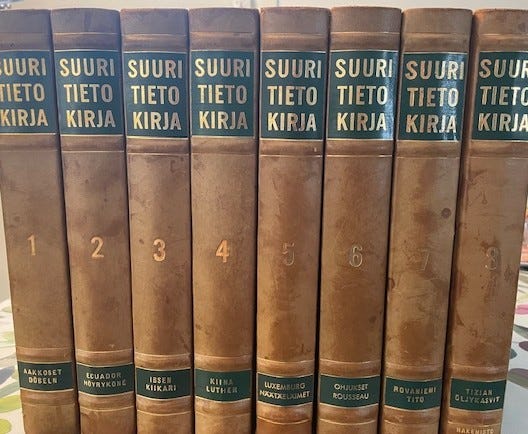 SUURI
TIETO
KIRJA
1
AAKKOSET
DÖBELN
SUURI
TIETO
KIRJA
2
ECUADOR
HÖYRYKONE
SUURI
TIETO
KIRJA
3
IBSEN
KIIKARI
SUURI
TIETO
KIRJA
4
KIINA
LUTHER
SUURI
TIETO
KIRJA
5
LUXEMBURG
NÄÄTÄELÄIMET
SUURI
TIETO
KIRJA
6
OHJUKSET
ROUSSEAU
SUURI
TIETO
KIRJA
7
ROVANIEMI
TITO
SUURI
TIETO
KIRJA
8
TIZIAN
ÖLJYKASVIT
HAKEMISTO